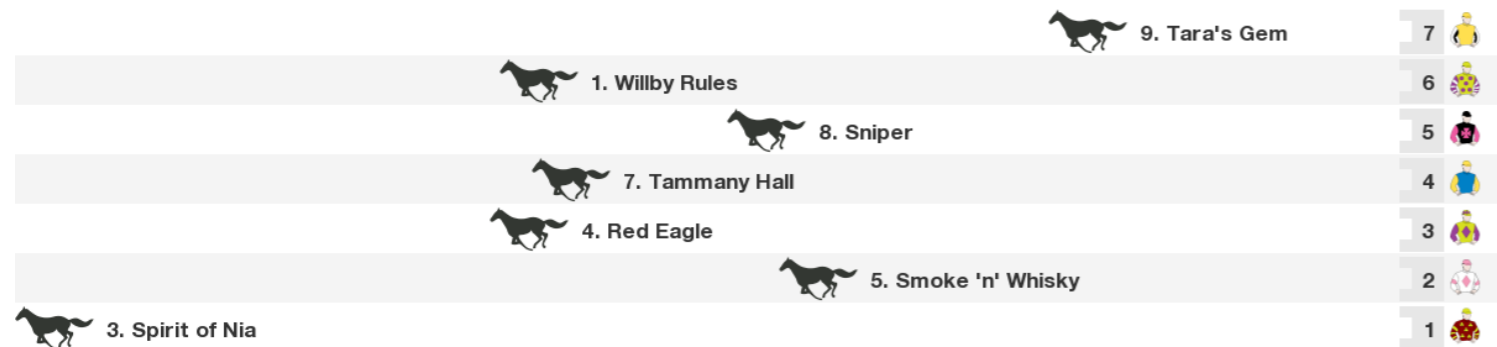 9. Tara's Gem 7
1. Willby Rules 6
8. Sniper 5
7. Tammany Hall 4
4. Red Eagle 3
5. Smoke 'n' Whisky 2
3. Spirit of Nia 1